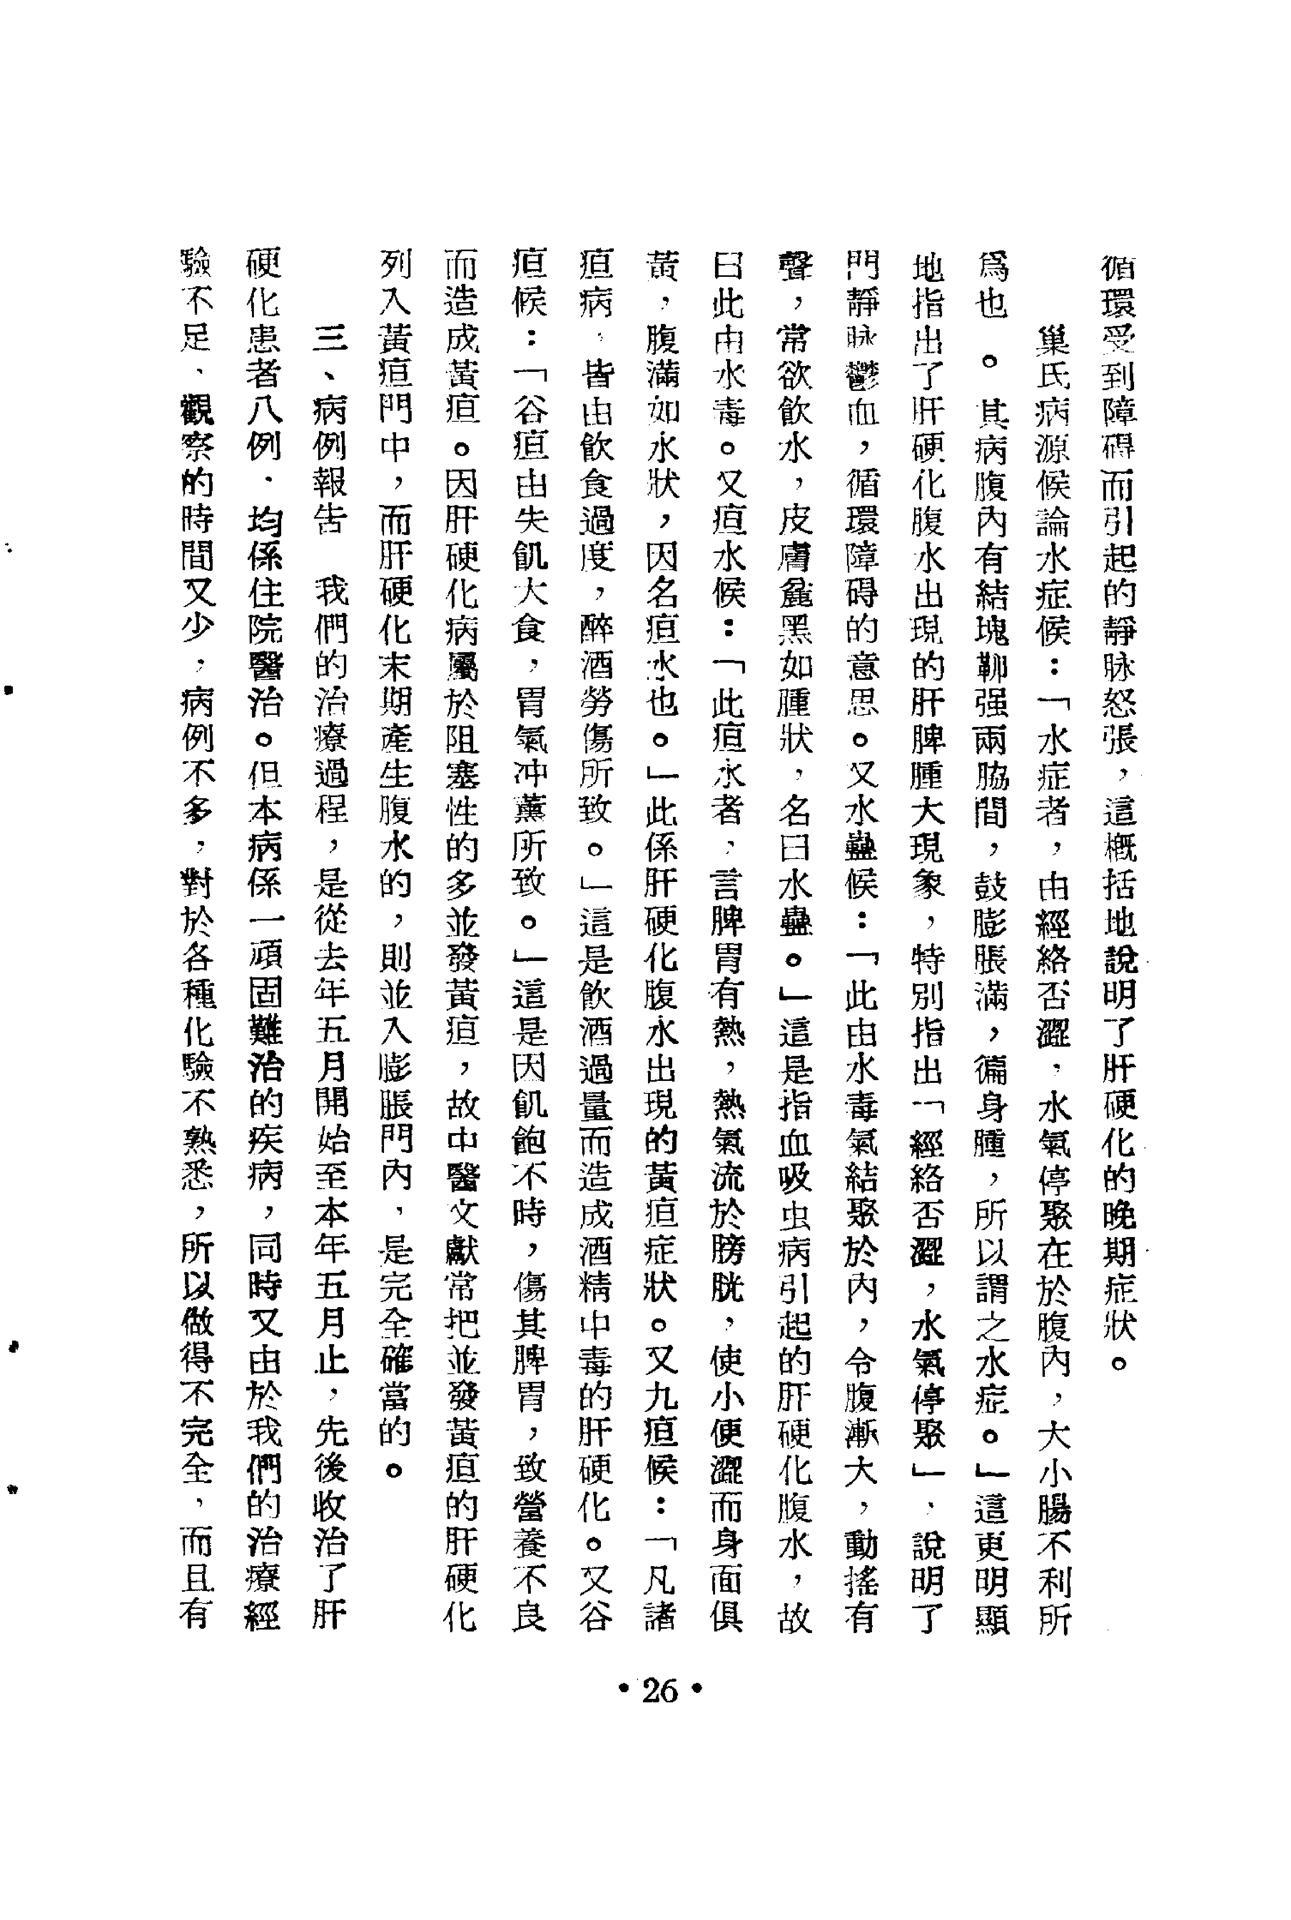 循環受到障碍而引起的靜脉怒張，這概括地說明了肝硬化的晚期症狀。
巢氏病源候論水症候：「水症者，由經絡否澀，水氣停聚在於腹內，大小腸不利所
爲也。其病腹內有結塊鞕强兩脇間，鼓膨脹滿，徧身腫，所以謂之水症。」這更明顯
地指出了肝硬化腹水出現的肝脾腫大現象，特別指出「經絡否澀，水氣停聚」，說明了
門靜脉鬱血，循環障碍的意思。又水蠱候：「此由水毒氣結聚於內，令腹漸大，動搖有
聲，常欲飲水，皮膚麁黑如腫狀，名曰水蠱。」這是指血吸虫病引起的肝硬化腹水，故
曰此由水毒。又疸水候：「此疸水者，言脾胃有熱，熱氣流於膀胱，使小便澀而身面俱
黃，腹滿如水狀，因名疸水也。」此係肝硬化腹水出現的黃疸症狀。又九疸候：「凡諸
疸病，皆由飲食過度，醉酒勞傷所致。」這是飲酒過量而造成酒精中毒的肝硬化。又谷
疸候：「谷疸由失飢大食，胃氣冲薰所致。」這是因飢飽不時，傷其脾胃，致營養不良
而造成黃疸。因肝硬化病屬於阻塞性的多並發黃疸，故中醫文獻常把並發黃疸的肝硬化
列入黃疸門中，而肝硬化末期產生腹水的，則並入膨脹門內，是完全確當的。
三、病例報告　我們的治療過程，是從去年五月開始至本年五月止，先後收治了肝
硬化患者八例．均係住院醫治。但本病係一頑固難治的疾病，同時又由於我們的治療經
驗不足、觀察的時間又少，病例不多，對於各種化驗不熟悉，所以做得不完全，而且有
•26•